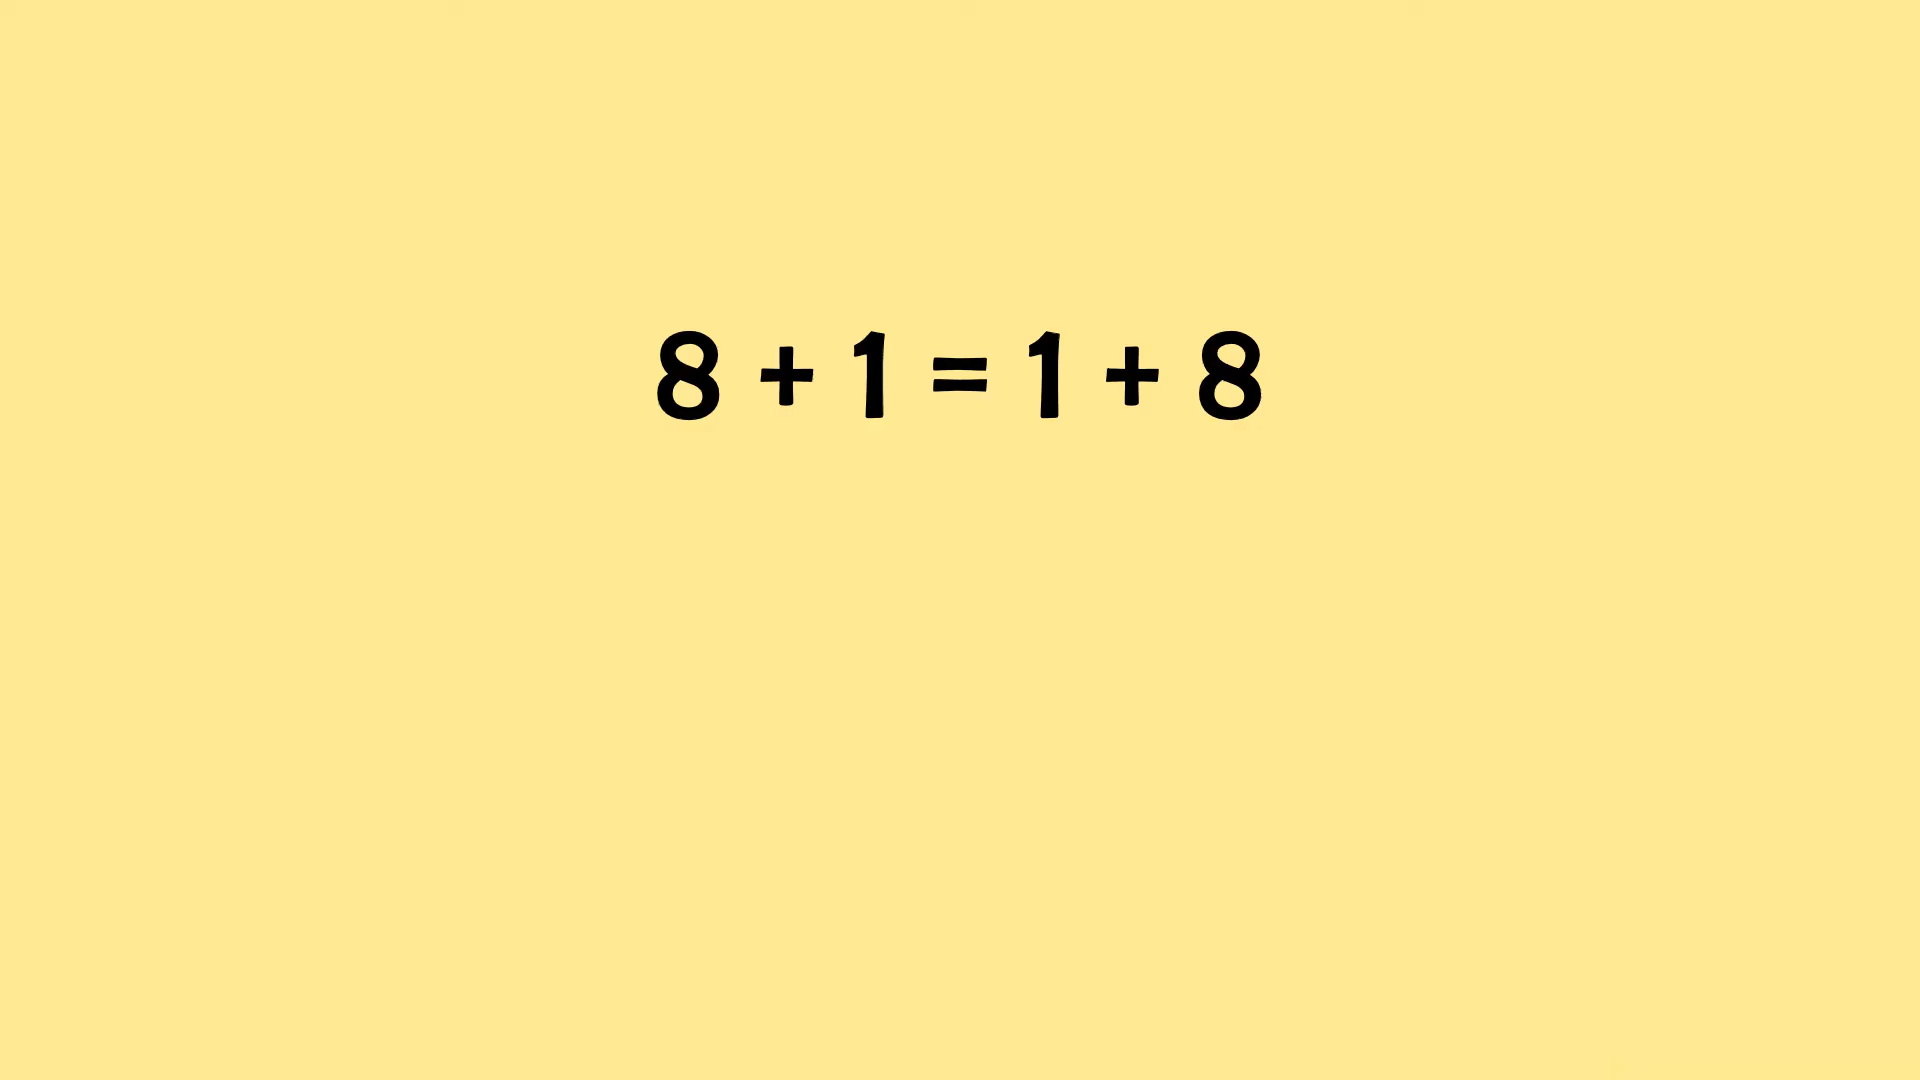 8 + 1 = 1 + 8